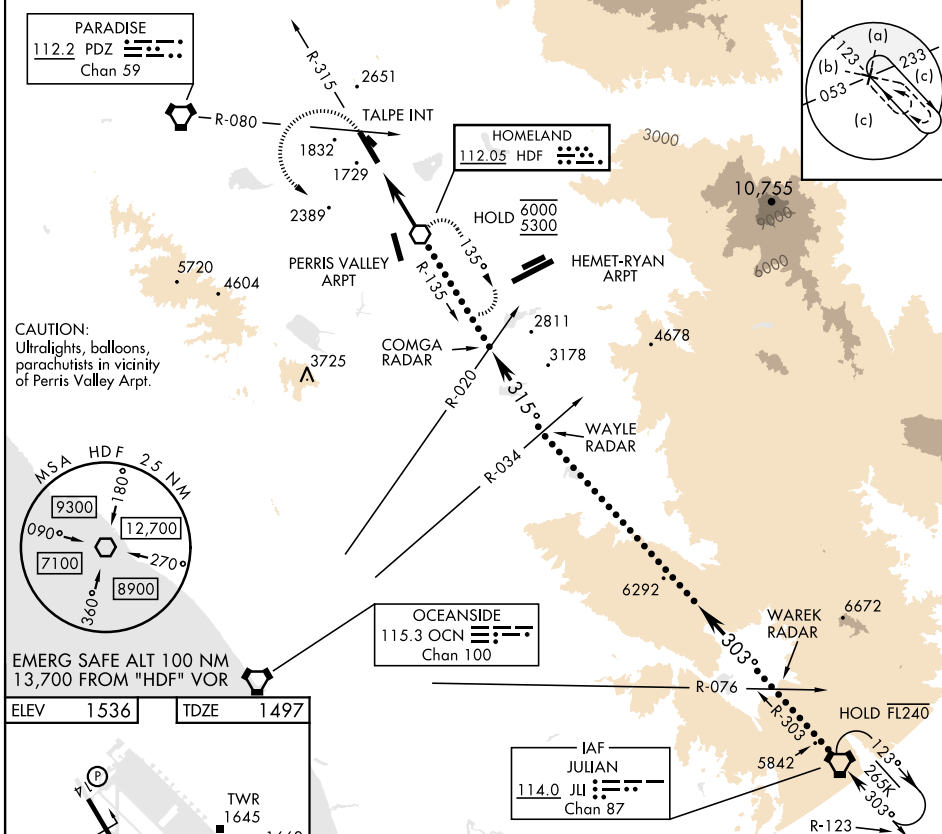 PARADISE
112.2 PDZ
Chan 59
R-315
2651
TALPE INT
R-080
1832
1729
2389
HOMELAND
112.05 HDF
HOLD 6000
5300
135°
R-135
PERRIS VALLEY
ARPT
HEMET-RYAN
ARPT
3000
10,755
9000
6000
(a)
123
233
(b)
(c)
053
(c)
5720
4604
CAUTION:
Ultralights, balloons,
parachutists in vicinity
of Perris Valley Arpt.
3725
COMGA
RADAR
2811
3178
4678
R-020
315°
WAYLE
RADAR
R-034
MSA HDF 25 NM
180°
9300
12,700
090°
270°
7100
8900
360°
EMERG SAFE ALT 100 NM
13,700 FROM "HDF" VOR
6292
OCEANSIDE
115.3 OCN
Chan 100
WAREK
RADAR
6672
303°
R-076
R-303
HOLD FL240
ELEV 1536
TDZE 1497
5842
IAF
JULIAN
114.0 JLI
Chan 87
123°
265K
303°
R-123
P
14
TWR
1645